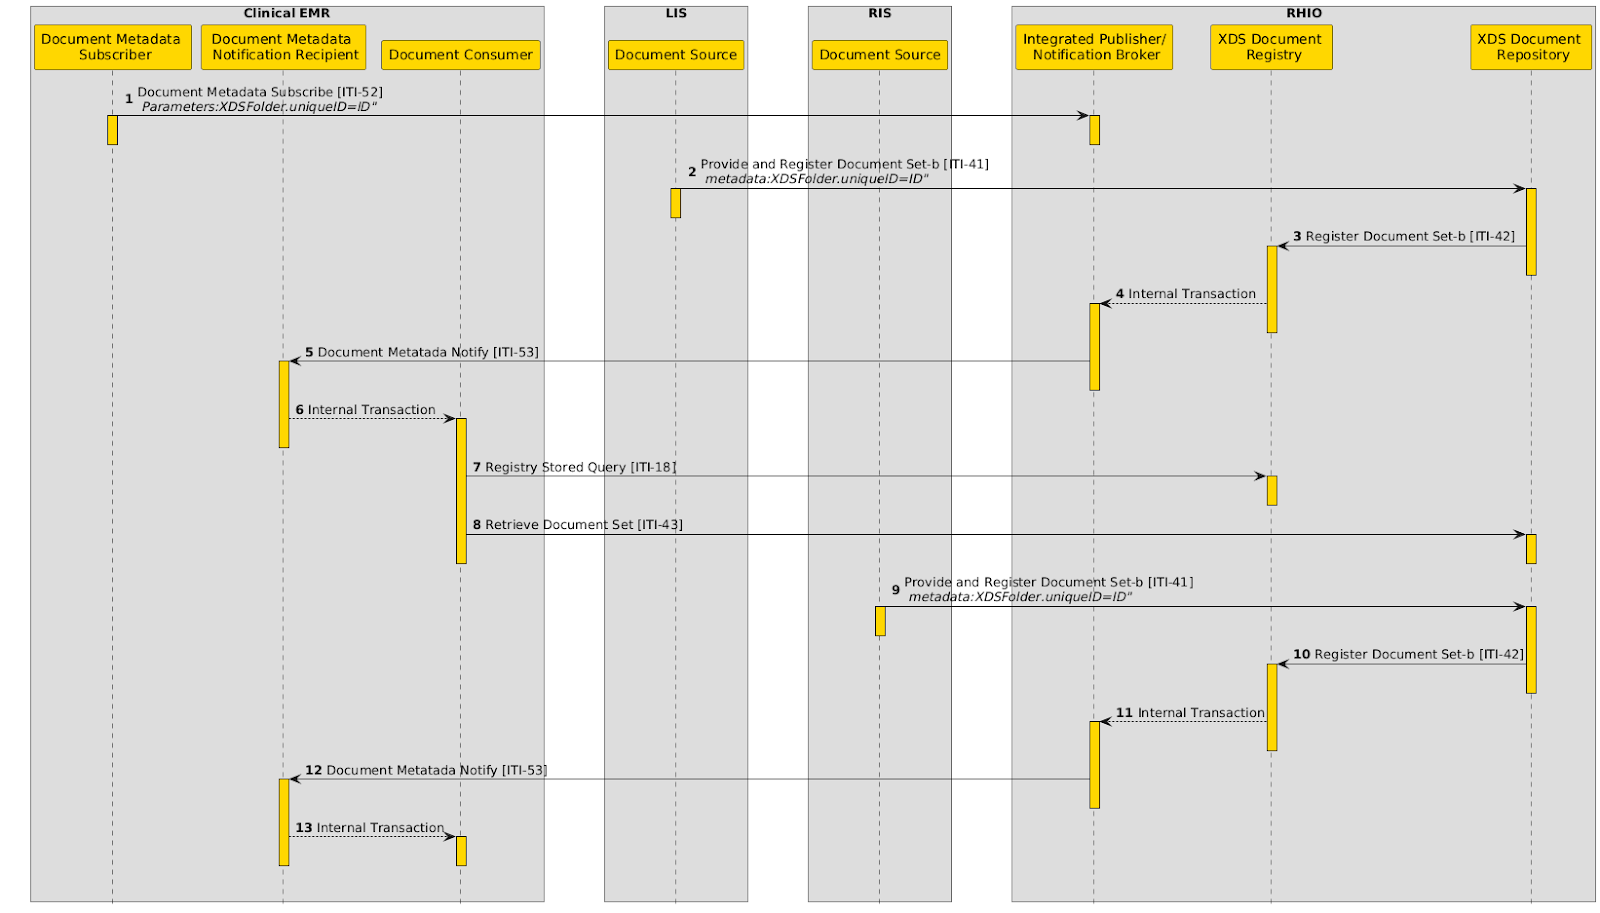 Clinical EMR
LIS
RIS
RHIO
Document Metadata
Subscriber
Document Metadata
Notification Recipient
Document Consumer
Document Source
Document Source
Integrated Publisher/
Notification Broker
XDS Document
Registry
XDS Document
Repository
1 Document Metadata Subscribe [ITI-52]
Parameters:XDSFolder.uniqueID=ID"
2 Provide and Register Document Set-b [ITI-41]
metadata:XDSFolder.uniqueID=ID"
3 Register Document Set-b [ITI-42]
4 Internal Transaction
5 Document Metatada Notify [ITI-53]
6 Internal Transaction
7 Registry Stored Query [ITI-18]
8 Retrieve Document Set [ITI-43]
9 Provide and Register Document Set-b [ITI-41]
metadata:XDSFolder.uniqueID=ID"
10 Register Document Set-b [ITI-42]
11 Internal Transaction
12 Document Metatada Notify [ITI-53]
13 Internal Transaction